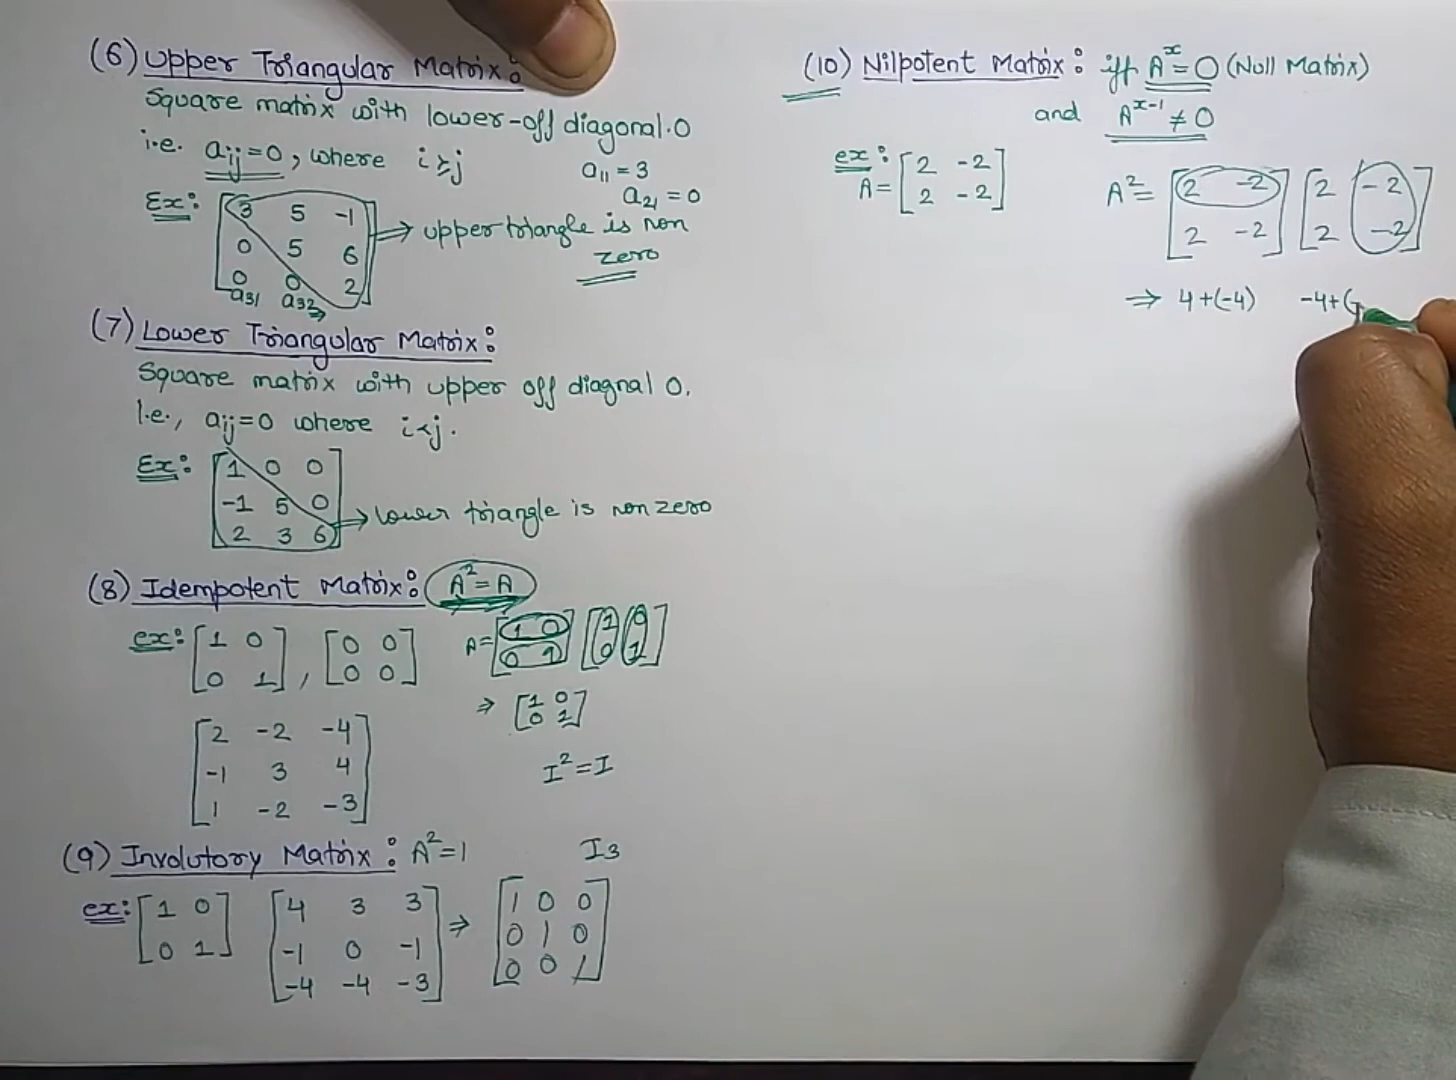 (6) Upper Triangular Matrix:
Square matrix with lower-off diagonal 0
i.e. aij=0, where i>j
a11 = 3
a21 = 0
Ex:
3 5 -1
0 5 6
0 0 2
a31 a32
⇒ upper triangle is non
zero
(7) Lower Triangular Matrix:
Square matrix with upper off diagnal 0.
I.e., aij=0 where i<j.
Ex:
1 0 0
-1 5 0
2 3 6
⇒ Lower triangle is non zero
(8) Idempotent Matrix: A²=A
ex: [1 0 , [0 0
0 1] 0 0]
A= [1 0 [1 0
0 1] 0 1]
⇒ [1 0
0 1]
I²=I
2 -2 -4
-1 3 4
1 -2 -3
(9) Involutory Matrix: A²=1
I3
ex: [1 0
0 1]
4 3 3
-1 0 -1
-4 -4 -3
⇒
1 0 0
0 1 0
0 0 1
(10) Nilpotent Matrix: iff A^x=0 (Null Matrix)
and A^x-1 ≠ 0
ex:
A= [2 -2
2 -2]
A²= [2 -2 [2 -2
2 -2] 2 -2]
⇒ 4+(-4) -4+(